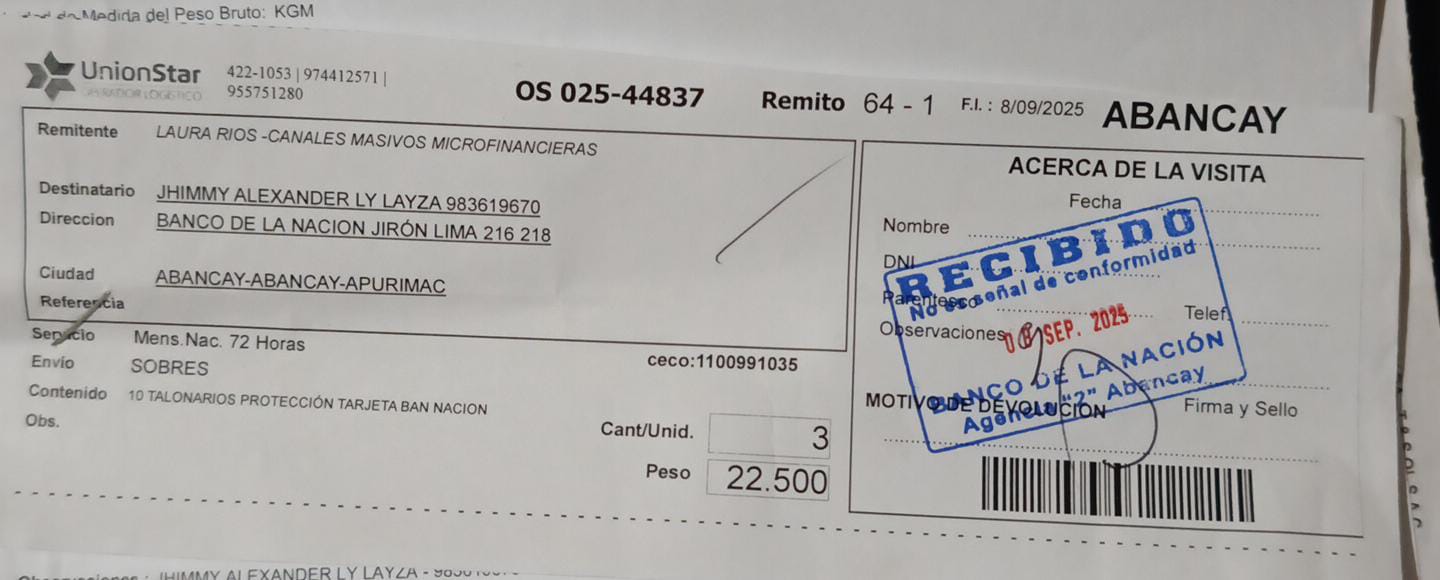 de Medida del Peso Bruto: KGM
UnionStar
OPERADOR LOGÍSTICO
422-1053 | 974412571 |
955751280
OS 025-44837
Remito 64 - 1
F.I. : 8/09/2025
ABANCAY
Remitente LAURA RIOS -CANALES MASIVOS MICROFINANCIERAS
Destinatario JHIMMY ALEXANDER LY LAYZA 983619670
Direccion BANCO DE LA NACION JIRÓN LIMA 216 218
Ciudad ABANCAY-ABANCAY-APURIMAC
Referencia
Servicio Mens.Nac. 72 Horas
Envío SOBRES
ceco:1100991035
Contenido 10 TALONARIOS PROTECCIÓN TARJETA BAN NACION
Obs.
Cant/Unid. 3
Peso 22.500
ACERCA DE LA VISITA
Fecha
Nombre
DNI
Parentesco
Telef.
Observaciones
MOTIVO DE DEVOLUCIÓN
Firma y Sello
RECIBIDO
No es señal de conformidad
SEP. 2025
BANCO DE LA NACIÓN
Agencia "2" Abancay
: JHIMMY ALEXANDER LY LAYZA -